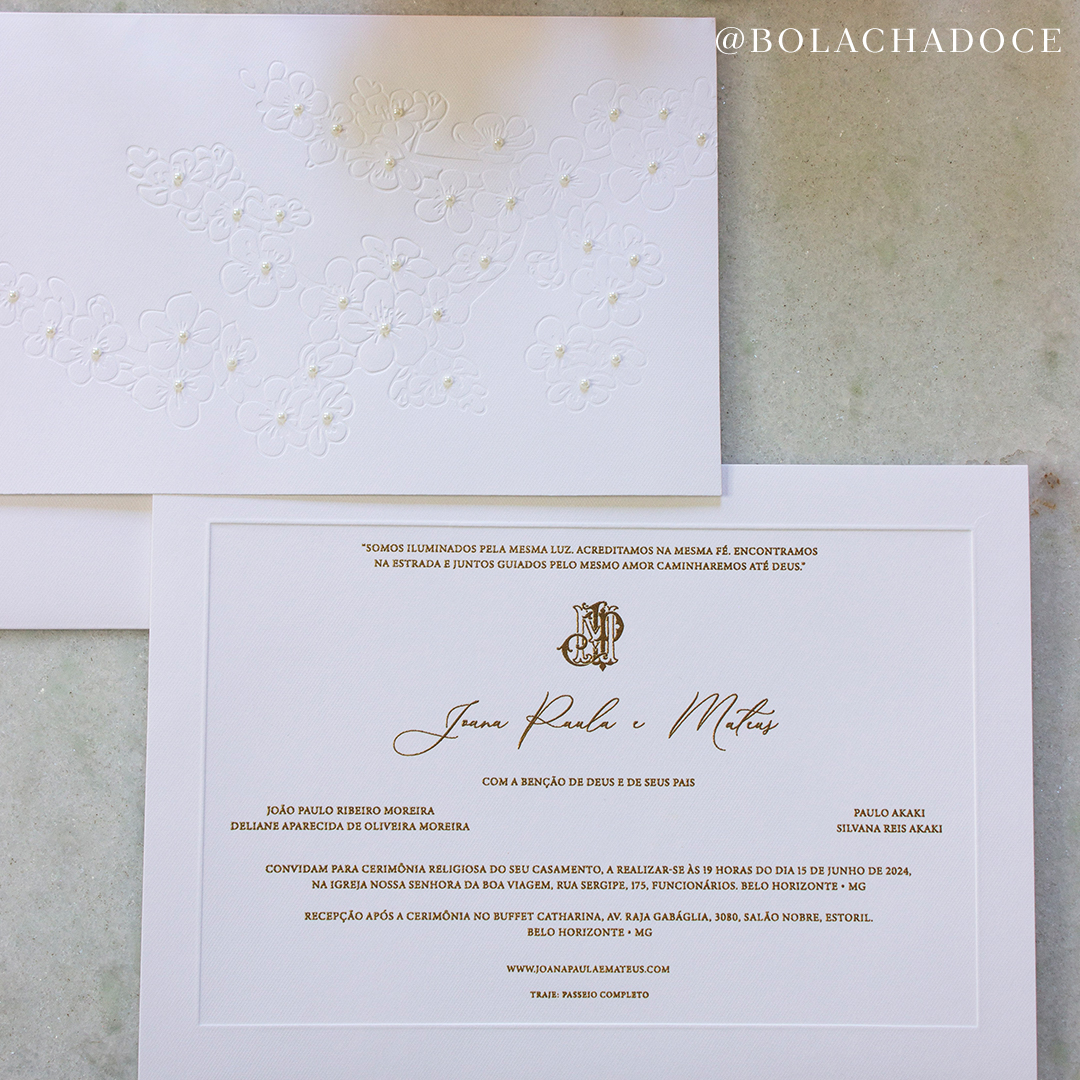 @BOLACHADOCE
"SOMOS ILUMINADOS PELA MESMA LUZ. ACREDITAMOS NA MESMA FÉ. ENCONTRAMOS
NA ESTRADA E JUNTOS GUIADOS PELO MESMO AMOR CAMINHAREMOS ATÉ DEUS."
Joana Paula e Mateus
COM A BENÇÃO DE DEUS E DE SEUS PAIS
JOÃO PAULO RIBEIRO MOREIRA
DELIANE APARECIDA DE OLIVEIRA MOREIRA
PAULO AKAKI
SILVANA REIS AKAKI
CONVIDAM PARA CERIMÔNIA RELIGIOSA DO SEU CASAMENTO, A REALIZAR-SE ÀS 19 HORAS DO DIA 15 DE JUNHO DE 2024,
NA IGREJA NOSSA SENHORA DA BOA VIAGEM, RUA SERGIPE, 175, FUNCIONÁRIOS. BELO HORIZONTE • MG
RECEPÇÃO APÓS A CERIMÔNIA NO BUFFET CATHARINA, AV. RAJA GABÁGLIA, 3080, SALÃO NOBRE, ESTORIL.
BELO HORIZONTE • MG
WWW.JOANAPAULAEMATEUS.COM
TRAJE: PASSEIO COMPLETO